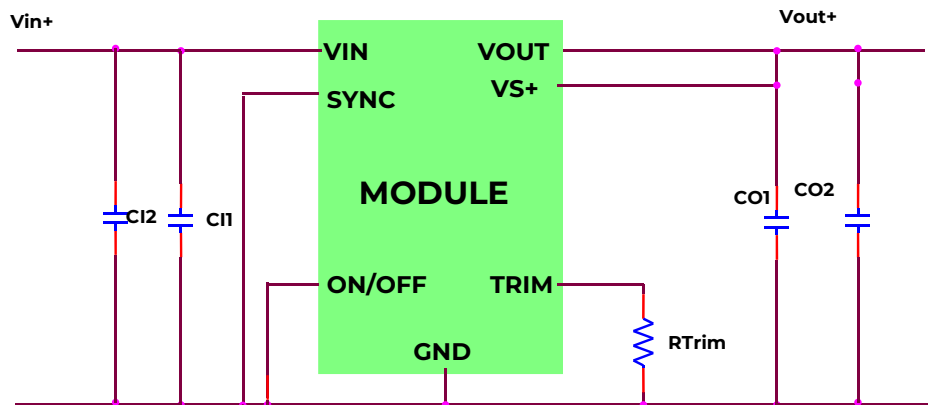 Vin+
Vout+
VIN
VOUT
VS+
SYNC
MODULE
CI2
CI1
CO1
CO2
ON/OFF
TRIM
RTrim
GND